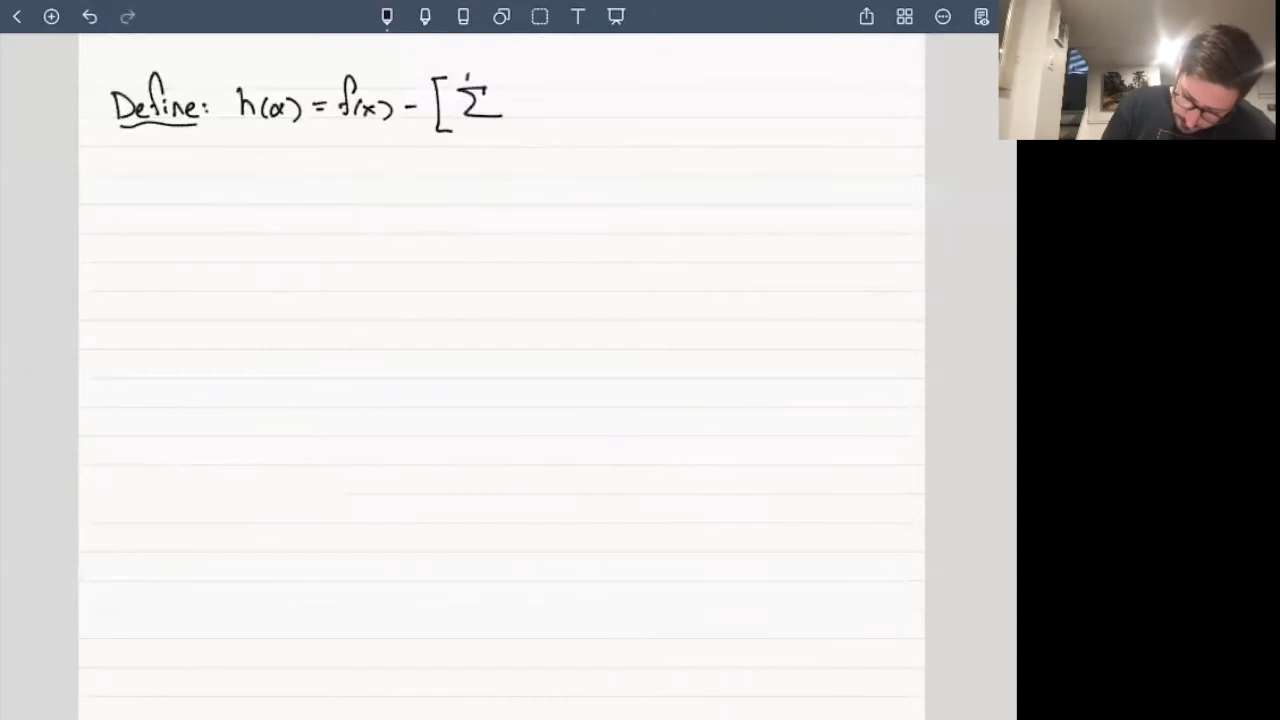 Define: h(α) = f(x) - [ Σ